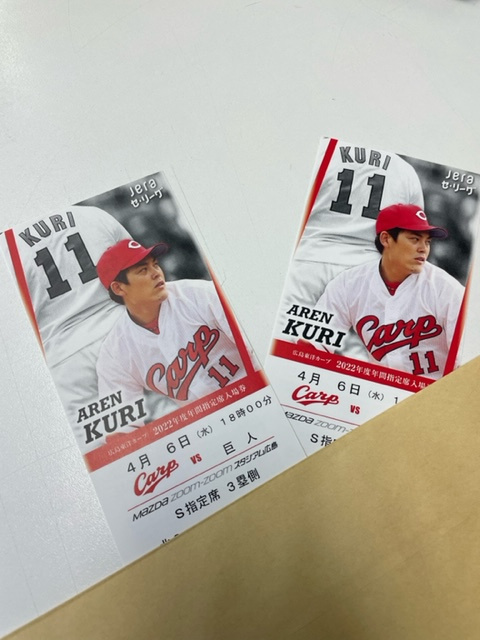 KURI
11
Jera
セ・リーグ
AREN
KURI
Carp
11
広島東洋カープ 2022年度年間指定席入場券
4月 6日(水) 18時00分
Carp vs 巨人
Mazda zoom-zoom スタジアム広島
S指定席 3塁側
KURI
11
Jera
セ・リーグ
AREN
KURI
Carp
11
広島東洋カープ 2022年度年間指定席入場券
4月 6日(水) 1
Carp vs
Mazda zoom-zoom
S指定席